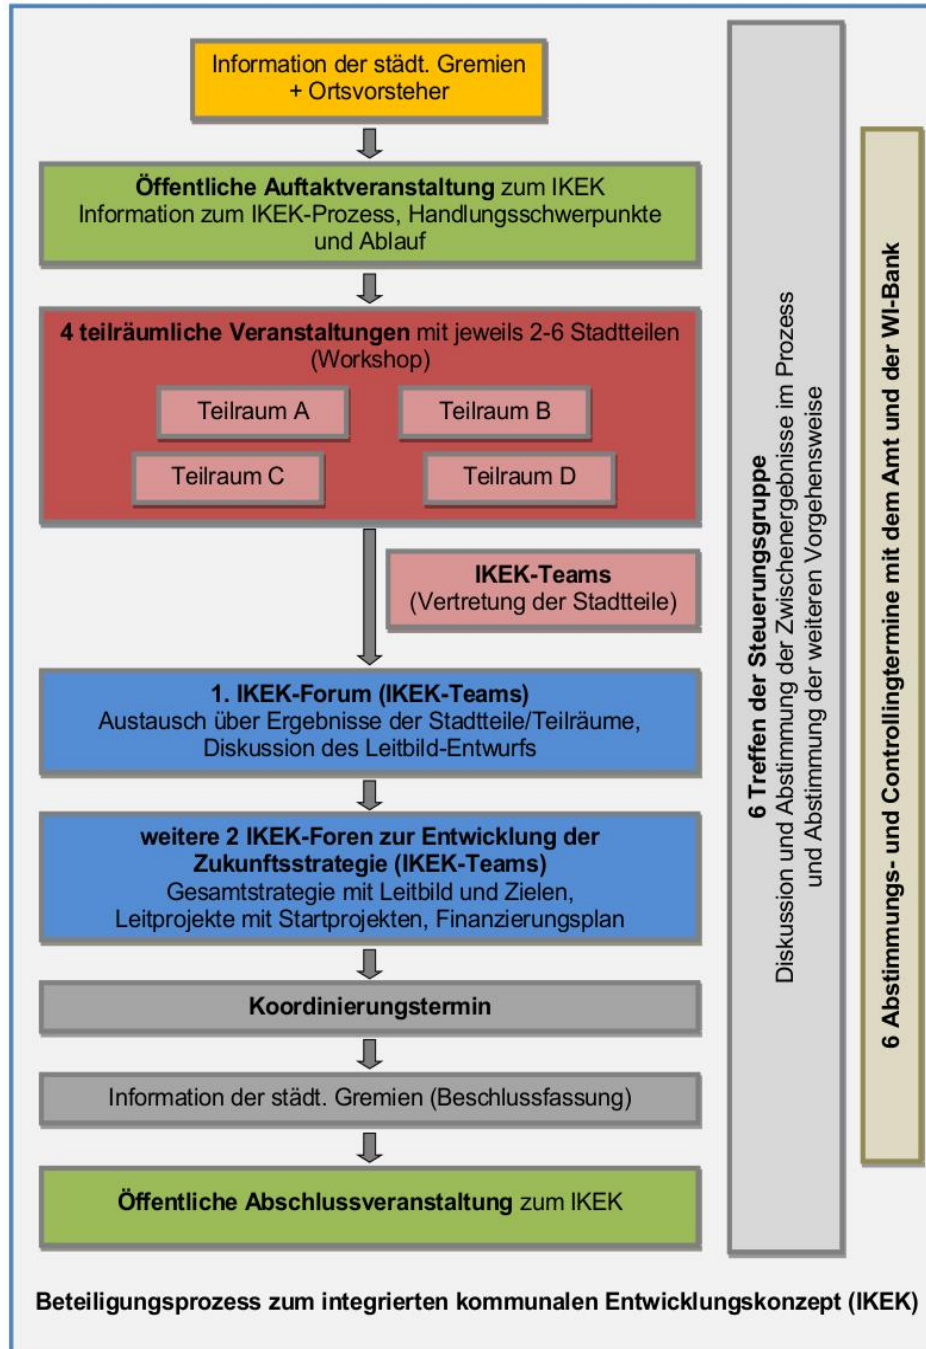 Information der städt. Gremien
+ Ortsvorsteher
Öffentliche Auftaktveranstaltung zum IKEK
Information zum IKEK-Prozess, Handlungsschwerpunkte
und Ablauf
4 teilräumliche Veranstaltungen mit jeweils 2-6 Stadtteilen
(Workshop)
Teilraum A
Teilraum B
Teilraum C
Teilraum D
IKEK-Teams
(Vertretung der Stadtteile)
1. IKEK-Forum (IKEK-Teams)
Austausch über Ergebnisse der Stadtteile/Teilräume,
Diskussion des Leitbild-Entwurfs
weitere 2 IKEK-Foren zur Entwicklung der
Zukunftsstrategie (IKEK-Teams)
Gesamtstrategie mit Leitbild und Zielen,
Leitprojekte mit Startprojekten, Finanzierungsplan
Koordinierungstermin
Information der städt. Gremien (Beschlussfassung)
Öffentliche Abschlussveranstaltung zum IKEK
6 Treffen der Steuerungsgruppe
Diskussion und Abstimmung der Zwischenergebnisse im Prozess
und Abstimmung der weiteren Vorgehensweise
6 Abstimmungs- und Controllingtermine mit dem Amt und der WI-Bank
Beteiligungsprozess zum integrierten kommunalen Entwicklungskonzept (IKEK)